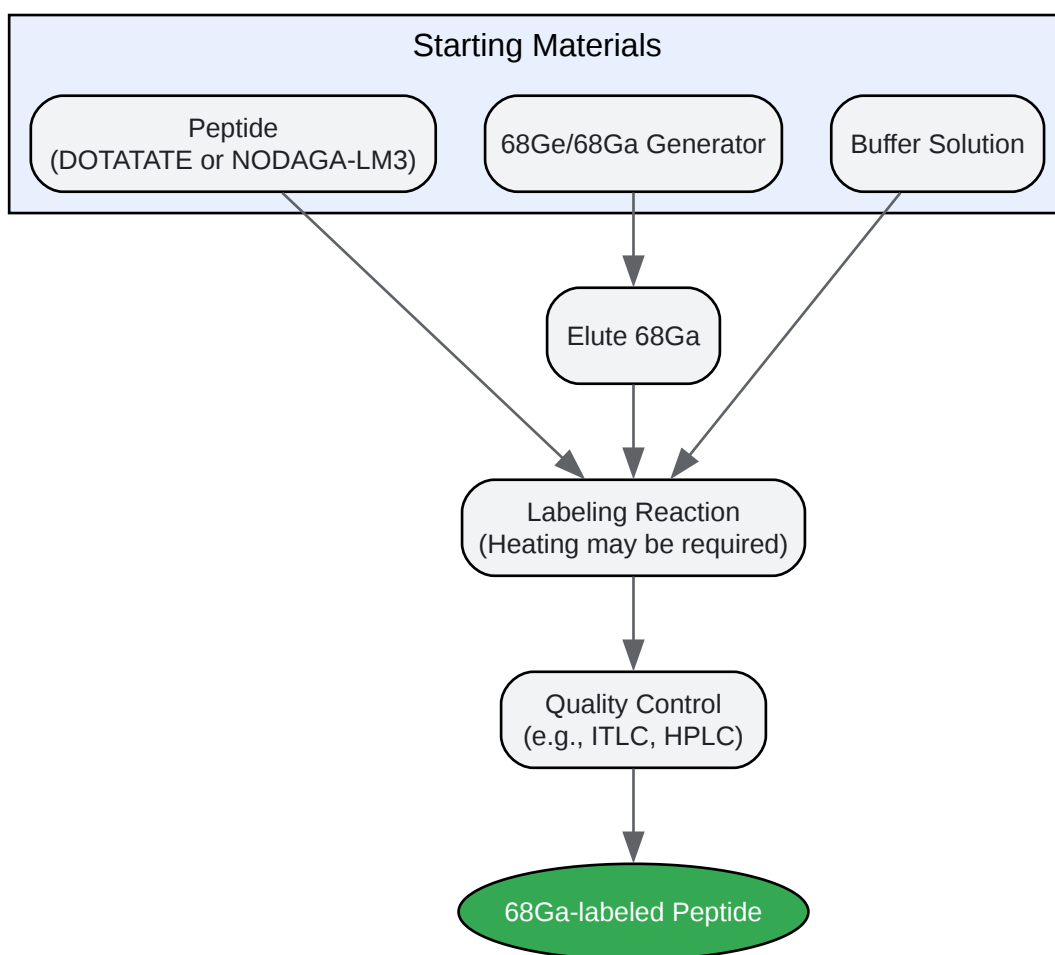 Starting Materials
Peptide
(DOTATATE or NODAGA-LM3)
68Ge/68Ga Generator
Buffer Solution
Elute 68Ga
Labeling Reaction
(Heating may be required)
Quality Control
(e.g., ITLC, HPLC)
68Ga-labeled Peptide